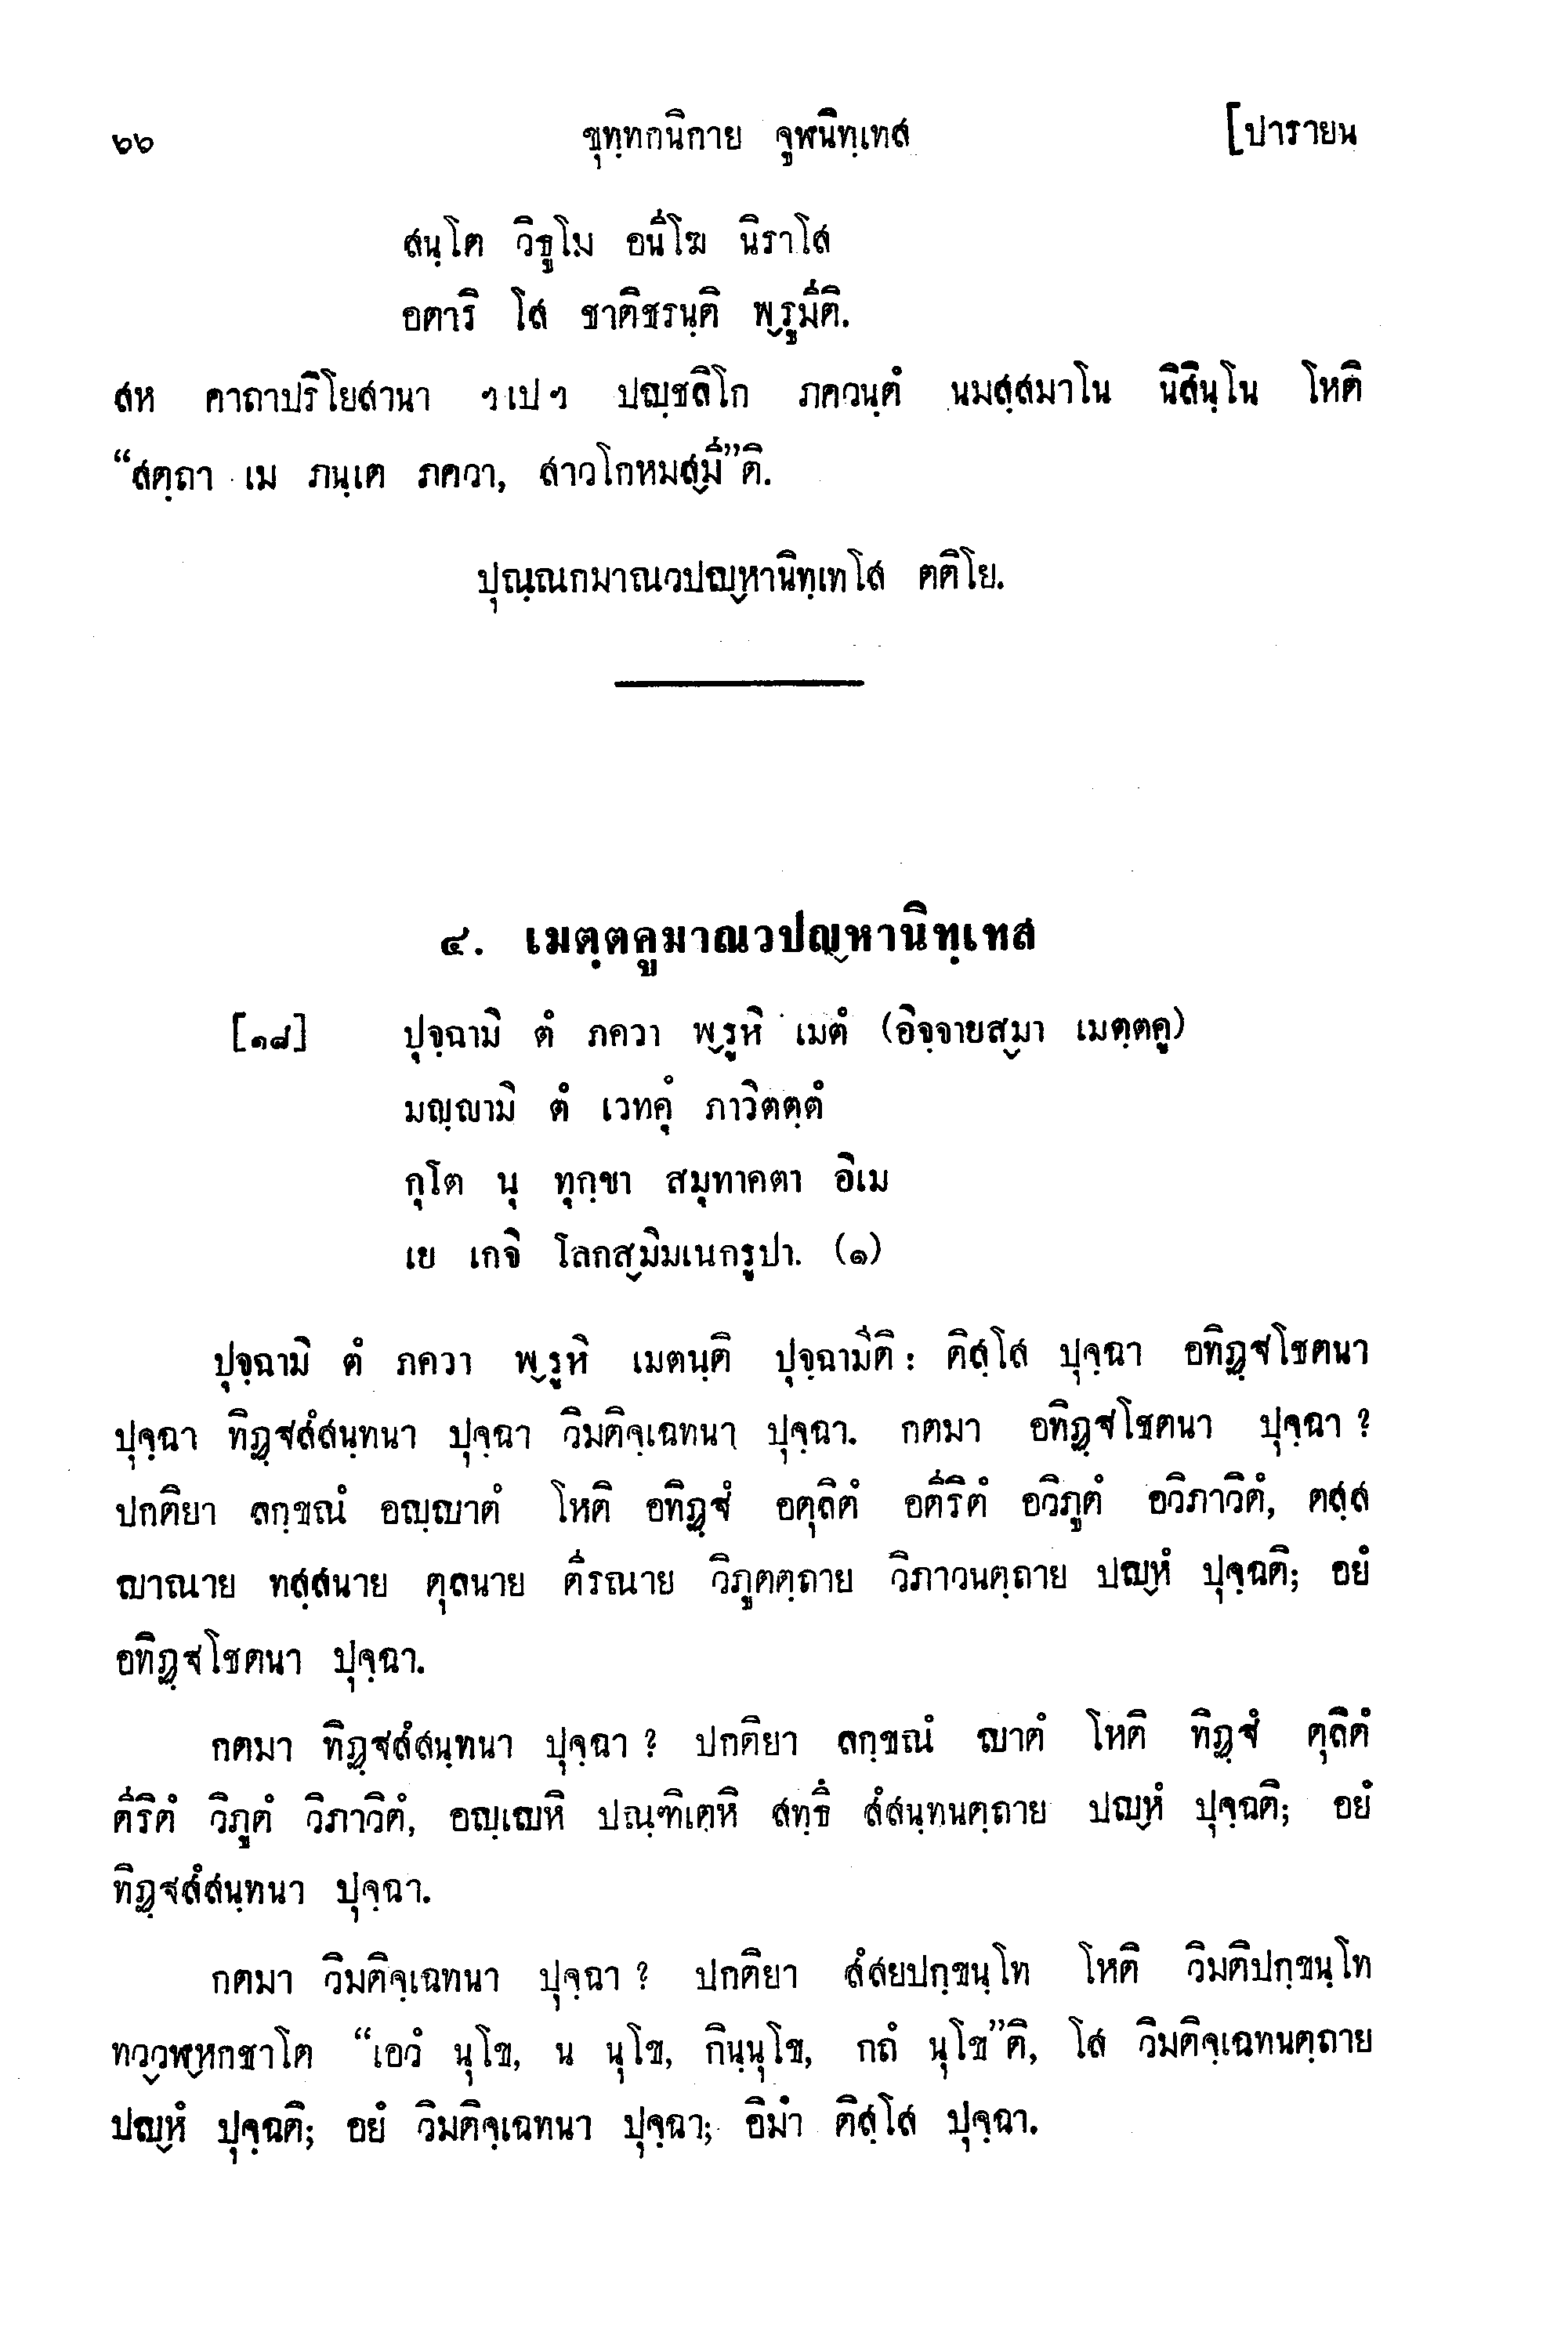 ๖๖ ขุทฺทกนิกาย จูฬนิทฺเทส [ปารายน
สนฺโต วิธูโม อนีโฆ นิราโส
อตาริ โส ชาติชรนฺติ พฺรูมีติ.
สห คาถาปริโยสานา ฯเปฯ ปญฺชลิโก ภควนฺตํ นมสฺสมาโน นิสินฺโน โหติ
“สตฺถา เม ภนฺเต ภควา, สาวโกหมสฺมี”ติ.
ปุณฺณกมาณวปญฺหานิทฺเทโส ตติโย.
๔. เมตฺตคูมาณวปญฺหานิทฺเทส
[๑๘] ปุจฺฉามิ ตํ ภควา พฺรูหิ เมตํ (อิจฺจายสฺมา เมตฺตคู)
มญฺญามิ ตํ เวทคุํ ภาวิตตฺตํ
กุโต นุ ทุกฺขา สมุทาคตา อิเม
เย เกจิ โลกสฺมิมเนกรูปา. (๑)
ปุจฺฉามิ ตํ ภควา พฺรูหิ เมตนฺติ ปุจฺฉามีติ: ติสฺโส ปุจฺฉา อทิฏฺฐโชตนา
ปุจฺฉา ทิฏฺฐสํสนฺทนา ปุจฺฉา วิมติจฺเฉทนา ปุจฺฉา. กตมา อทิฏฺฐโชตนา ปุจฺฉา ?
ปกติยา ลกฺขณํ อญฺญาตํ โหติ อทิฏฺฐํ อตุลิตํ อตีริตํ อวิภูตํ อวิภาวิตํ, ตสฺส
ญาณาย ทสฺสนาย ตุลนาย ตีรณาย วิภูตตฺถาย วิภาวนตฺถาย ปญฺหํ ปุจฺฉติ; อยํ
อทิฏฺฐโชตนา ปุจฺฉา.
กตมา ทิฏฺฐสํสนฺทนา ปุจฺฉา ? ปกติยา ลกฺขณํ ญาตํ โหติ ทิฏฺฐํ ตุลิตํ
ตีริตํ วิภูตํ วิภาวิตํ, อญฺเญหิ ปณฺฑิเตหิ สทฺธึ สํสนฺทนตฺถาย ปญฺหํ ปุจฺฉติ; อยํ
ทิฏฺฐสํสนฺทนา ปุจฺฉา.
กตมา วิมติจฺเฉทนา ปุจฺฉา ? ปกติยา สํสยปกฺขนฺโท โหติ วิมติปกฺขนฺโท
ทฺวฬฺหกชาโต “เอวํ นุโข, น นุโข, กินฺนุโข, กถํ นุโข”ติ, โส วิมติจฺเฉทนตฺถาย
ปญฺหํ ปุจฺฉติ; อยํ วิมติจฺเฉทนา ปุจฺฉา; อิมา ติสฺโส ปุจฺฉา.